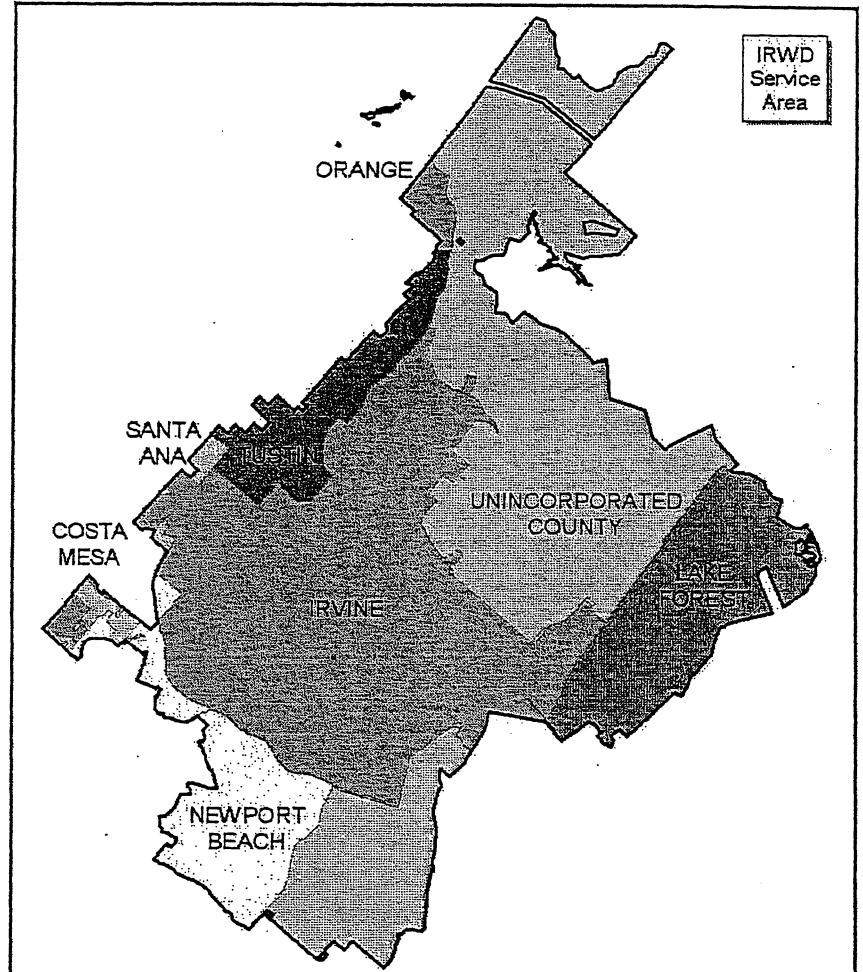 IRWD
Service
Area
ORANGE
SANTA
ANA
TUSTIN
COSTA
MESA
UNINCORPORATED
COUNTY
LAKE
FOREST
IRVINE
NEWPORT
BEACH